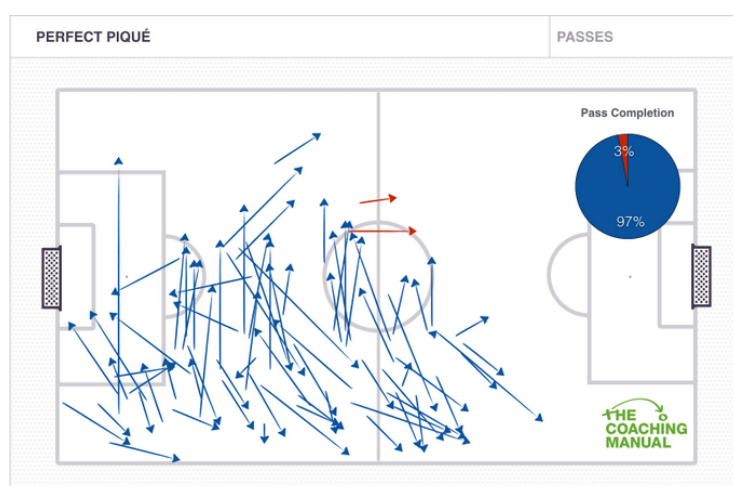 PERFECT PIQUÉ
PASSES
Pass Completion
3%
97%
THE
COACHING
MANUAL